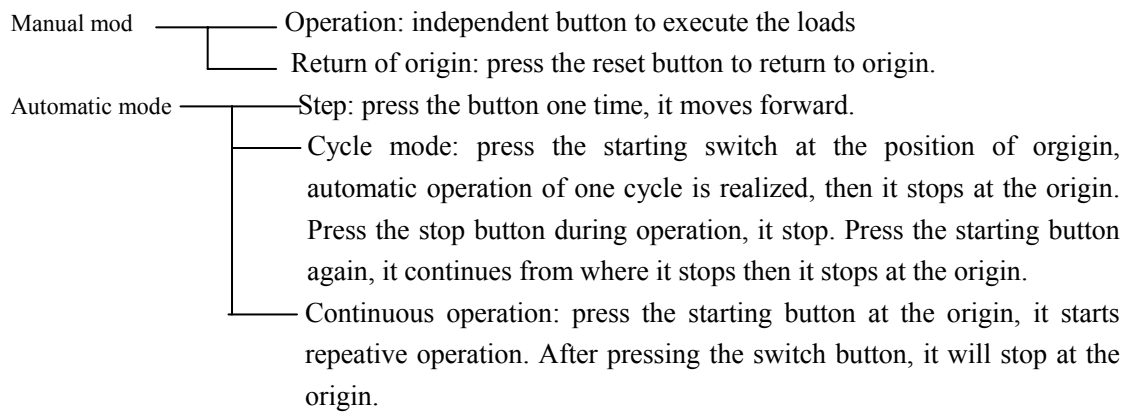 Manual mod Operation: independent button to execute the loads
Return of origin: press the reset button to return to origin.
Automatic mode Step: press the button one time, it moves forward.
Cycle mode: press the starting switch at the position of orgigin,
automatic operation of one cycle is realized, then it stops at the origin.
Press the stop button during operation, it stop. Press the starting button
again, it continues from where it stops then it stops at the origin.
Continuous operation: press the starting button at the origin, it starts
repeative operation. After pressing the switch button, it will stop at the
origin.